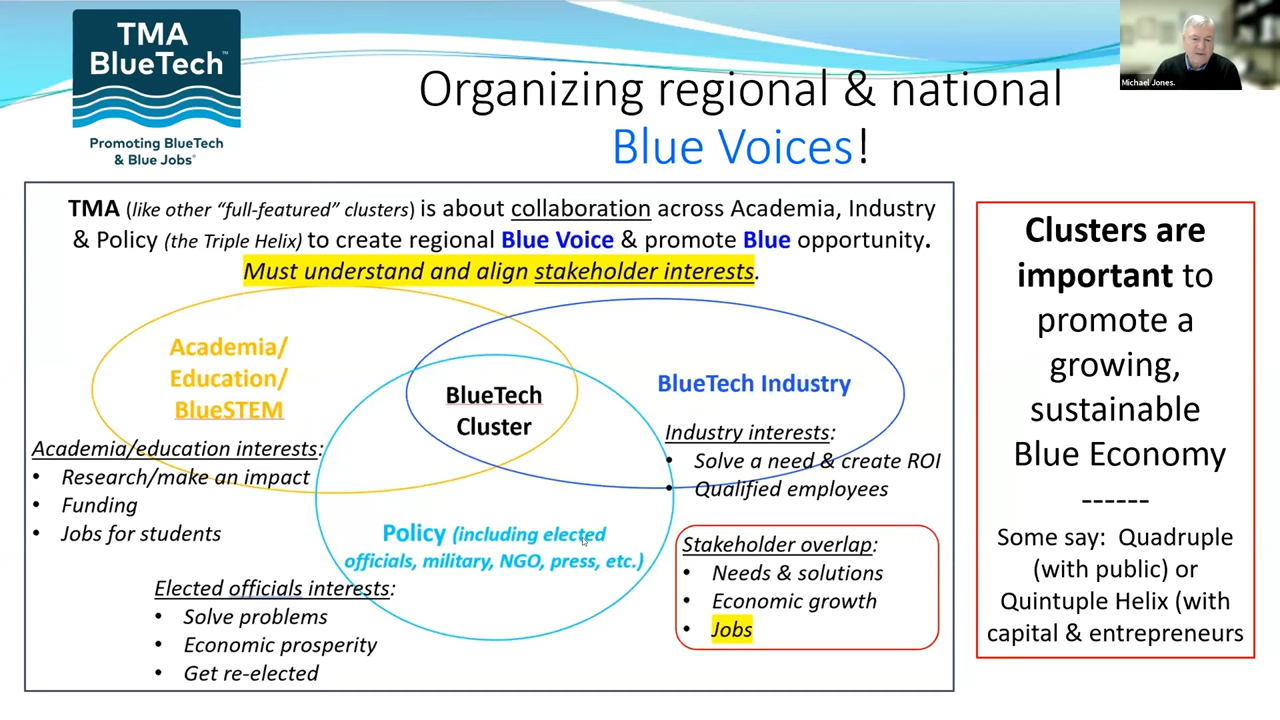 TMA
BlueTech™
Promoting BlueTech
& Blue Jobs®
Organizing regional & national
Blue Voices!
Michael Jones.
TMA (like other “full-featured” clusters) is about collaboration across Academia, Industry
& Policy (the Triple Helix) to create regional Blue Voice & promote Blue opportunity.
Must understand and align stakeholder interests.
Academia/
Education/
BlueSTEM
BlueTech
Cluster
BlueTech Industry
Academia/education interests:
• Research/make an impact
• Funding
• Jobs for students
Industry interests:
• Solve a need & create ROI
• Qualified employees
Policy (including elected
officials, military, NGO, press, etc.)
Elected officials interests:
• Solve problems
• Economic prosperity
• Get re-elected
Stakeholder overlap:
• Needs & solutions
• Economic growth
• Jobs
Clusters are
important to
promote a
growing,
sustainable
Blue Economy
------
Some say: Quadruple
(with public) or
Quintuple Helix (with
capital & entrepreneurs